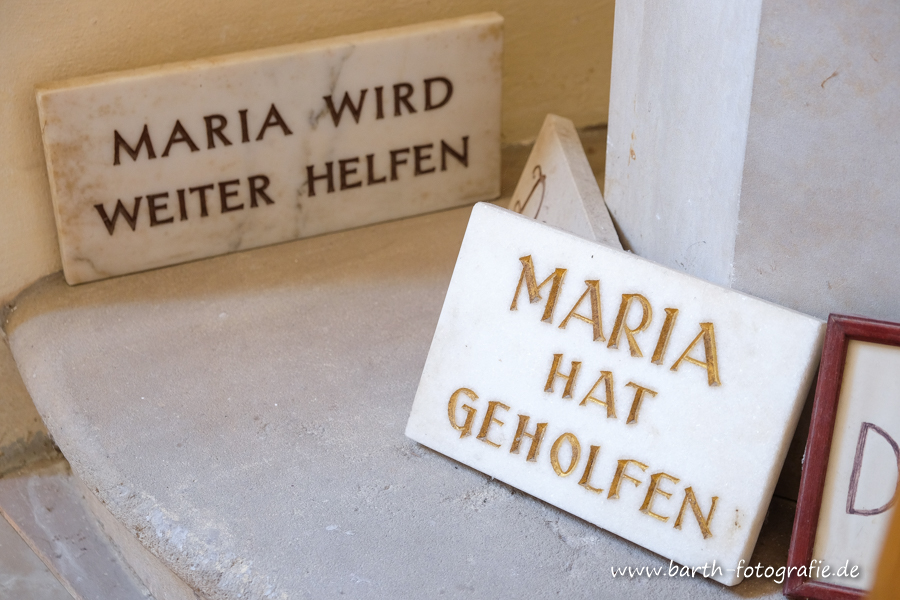 MARIA WIRD
WEITER HELFEN
MARIA
HAT
GEHOLFEN
D
www.barth-fotografie.de